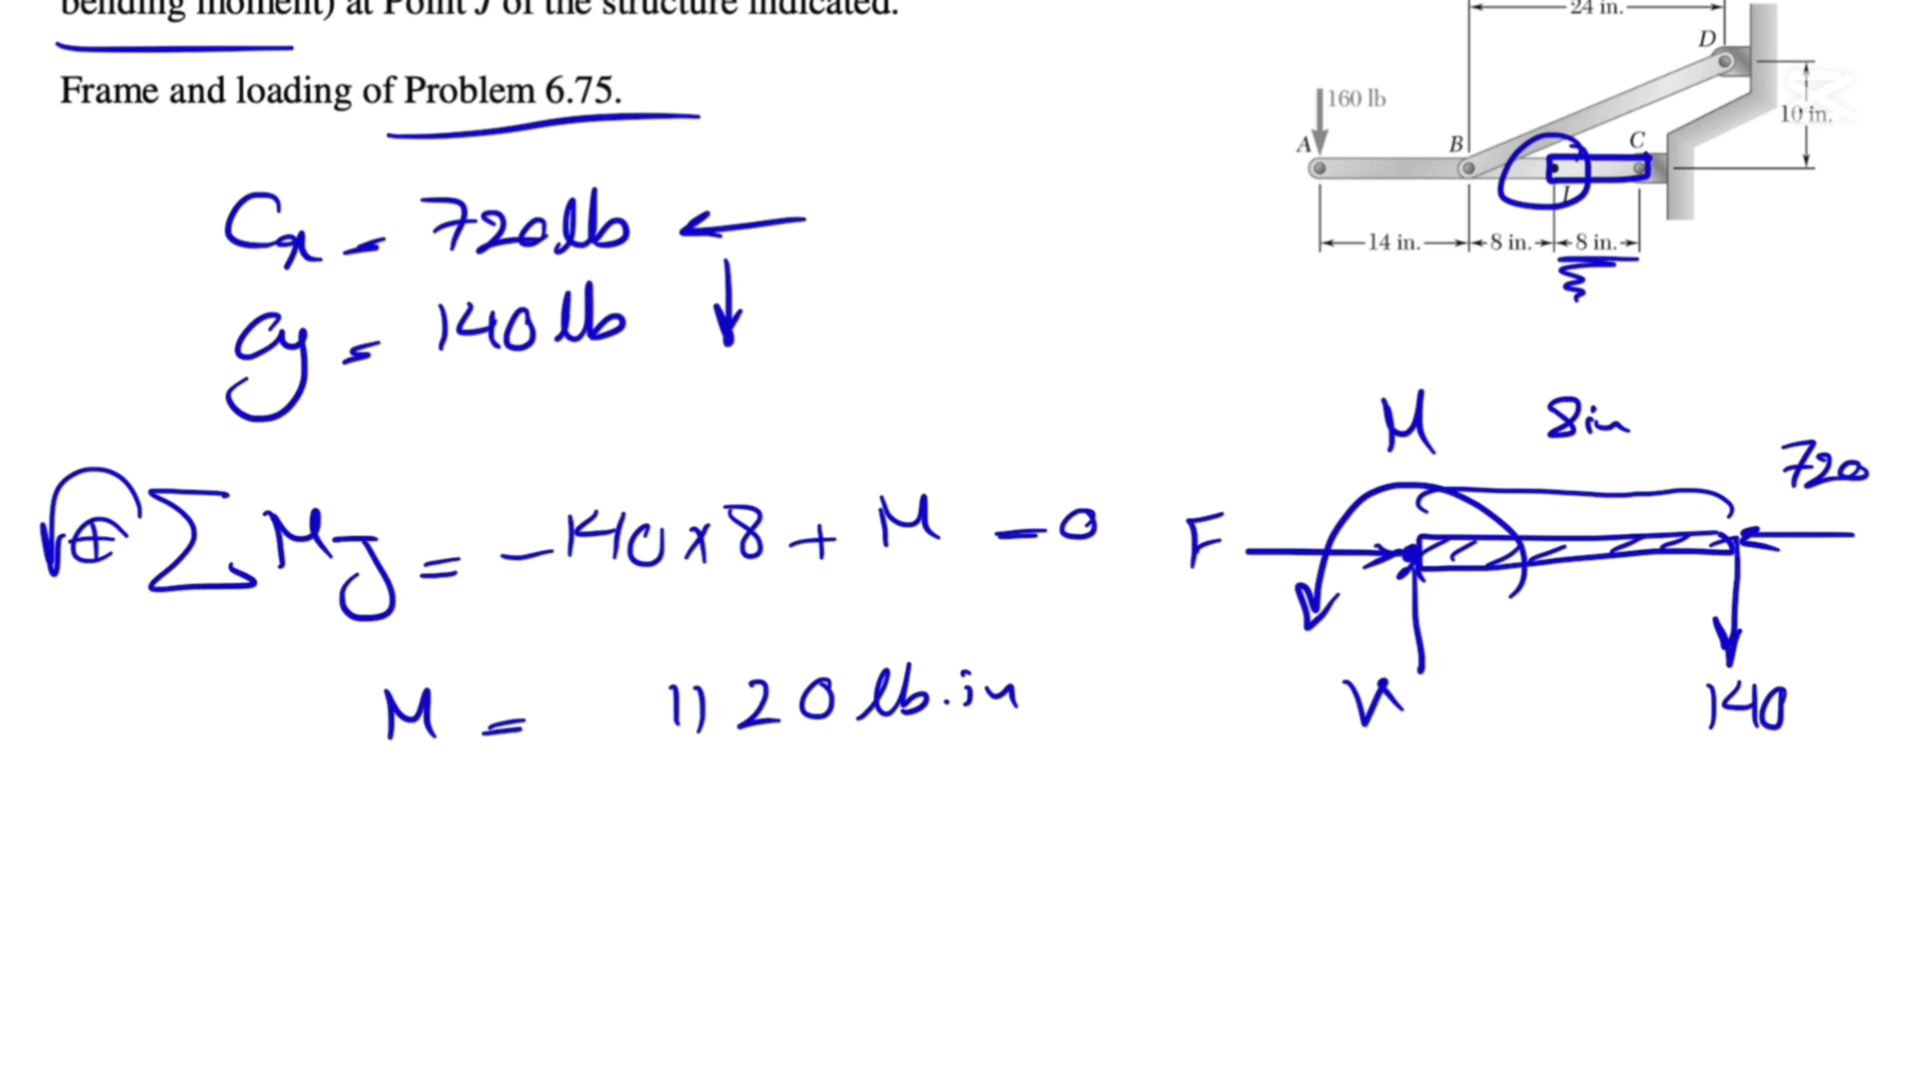 bending moment) at Point J of the structure indicated.
Frame and loading of Problem 6.75.
24 in.
D
160 lb
10 in.
A
B
C
J
14 in.
8 in.
8 in.
Cx = 720 lb
Cy = 140 lb
M
8 in
720
F
⊕ ΣMJ = -140 x 8 + M = 0
M = 1120 lb.in
V
140